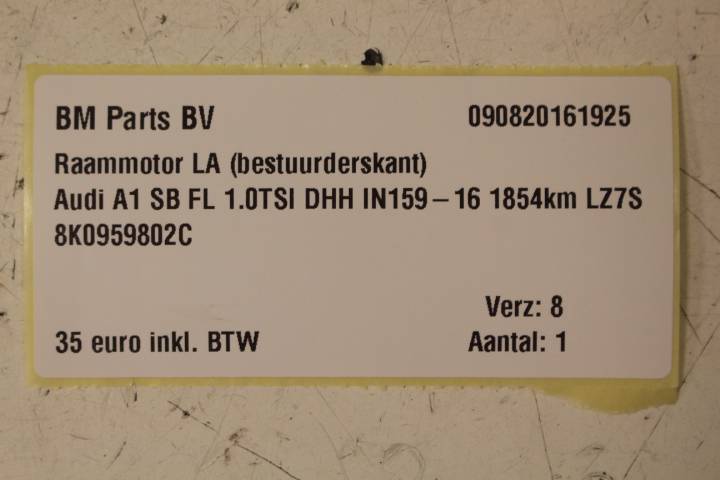 BM Parts BV 090820161925
Raammotor LA (bestuurderskant)
Audi A1 SB FL 1.0TSI DHH IN159-16 1854km LZ7S
8K0959802C
Verz: 8
35 euro inkl. BTW Aantal: 1